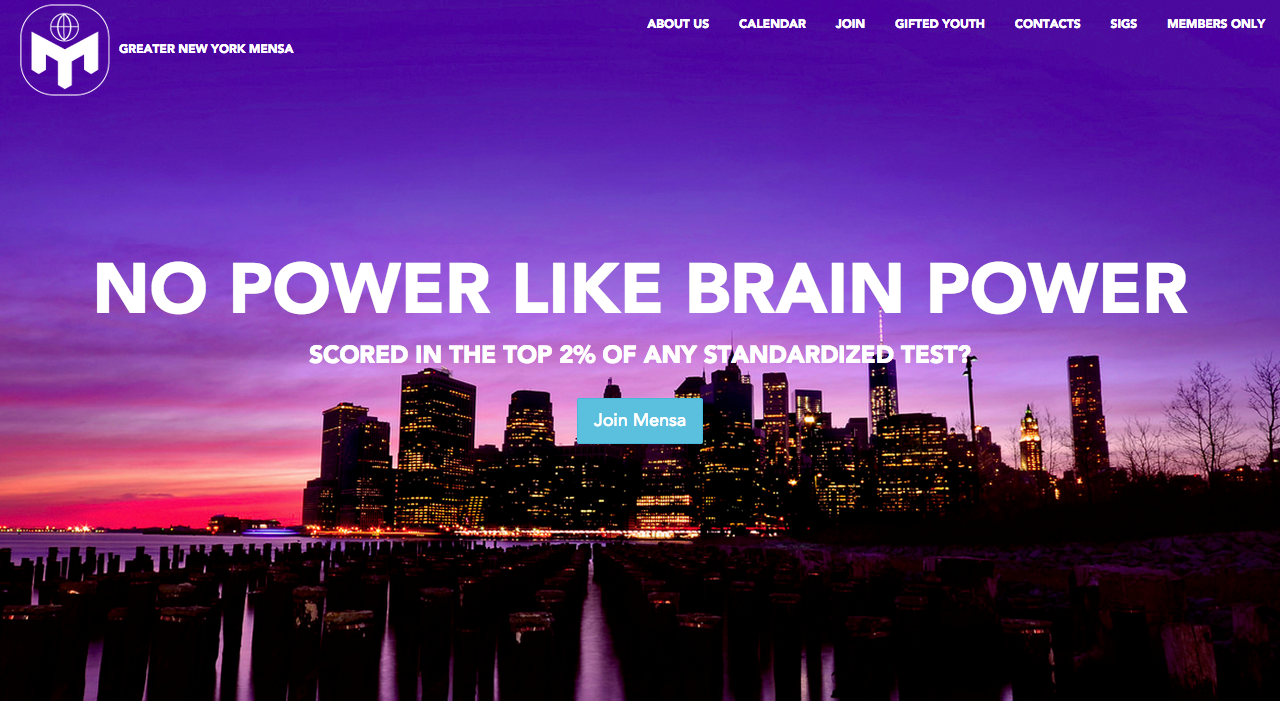 GREATER NEW YORK MENSA
ABOUT US CALENDAR JOIN GIFTED YOUTH CONTACTS SIGS MEMBERS ONLY
NO POWER LIKE BRAIN POWER
SCORED IN THE TOP 2% OF ANY STANDARDIZED TEST?
Join Mensa